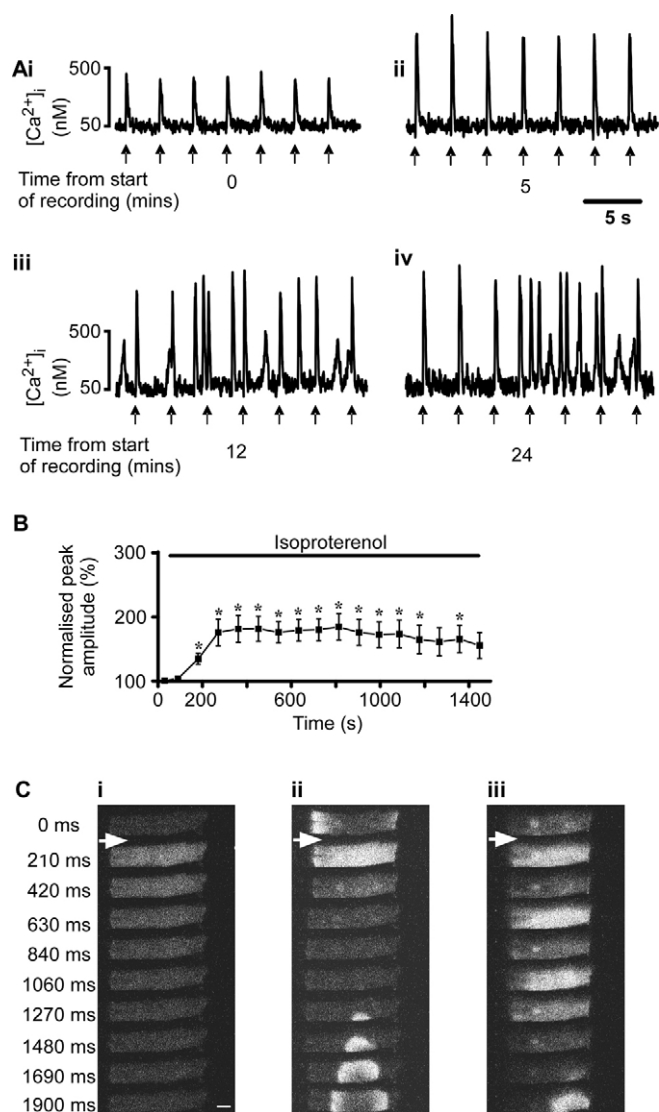 Ai
ii
500
50
[Ca²⁺]ᵢ
(nM)
Time from start
of recording (mins)
0
5
5 s
iii
iv
500
50
[Ca²⁺]ᵢ
(nM)
Time from start
of recording (mins)
12
24
B
Isoproterenol
Normalised peak
amplitude (%)
300
200
100
* * * * * * * * * * * * *
0 200 600 1000 1400
Time (s)
C i ii iii
0 ms
210 ms
420 ms
630 ms
840 ms
1060 ms
1270 ms
1480 ms
1690 ms
1900 ms